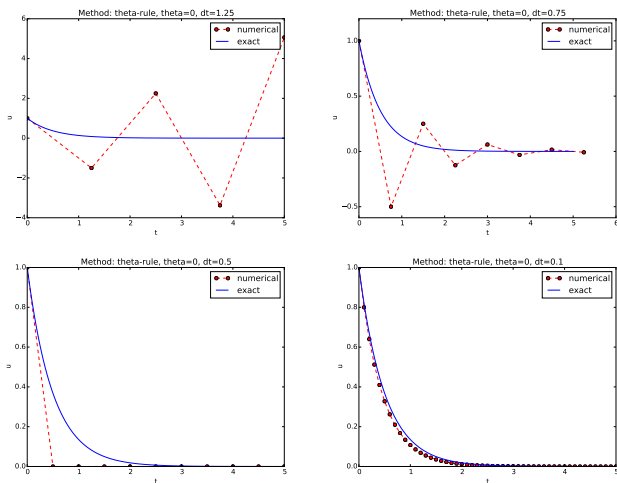 Method: theta-rule, theta=0, dt=1.25
6
4
2
0
−2
−4
u
0 1 2 3 4 5
t
numerical
exact
Method: theta-rule, theta=0, dt=0.75
1.0
0.5
0.0
−0.5
u
0 1 2 3 4 5 6
t
numerical
exact
Method: theta-rule, theta=0, dt=0.5
1.0
0.8
0.6
0.4
0.2
0.0
u
0 1 2 3 4 5
t
numerical
exact
Method: theta-rule, theta=0, dt=0.1
1.0
0.8
0.6
0.4
0.2
0.0
u
0 1 2 3 4 5
t
numerical
exact